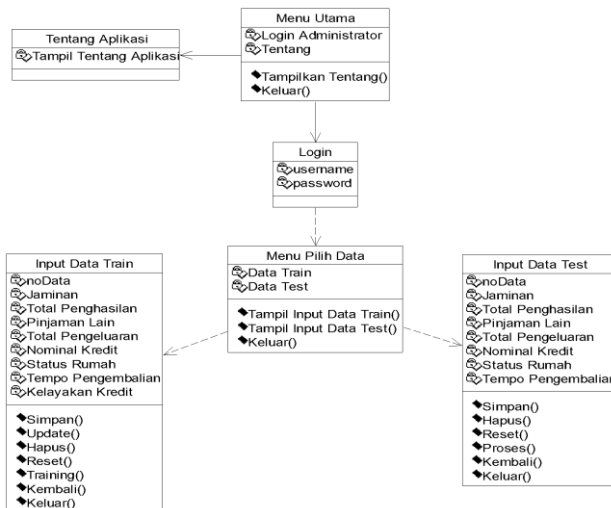 Menu Utama
Login Administrator
Tentang
Tampilkan Tentang()
Keluar()
Tentang Aplikasi
Tampil Tentang Aplikasi
Login
username
password
Menu Pilih Data
Data Train
Data Test
Tampil Input Data Train()
Tampil Input Data Test()
Keluar()
Input Data Train
noData
Jaminan
Total Penghasilan
Pinjaman Lain
Total Pengeluaran
Nominal Kredit
Status Rumah
Tempo Pengembalian
Kelayakan Kredit
Simpan()
Update()
Hapus()
Reset()
Training()
Kembali()
Keluar()
Input Data Test
noData
Jaminan
Total Penghasilan
Pinjaman Lain
Total Pengeluaran
Nominal Kredit
Status Rumah
Tempo Pengembalian
Simpan()
Hapus()
Reset()
Proses()
Kembali()
Keluar()